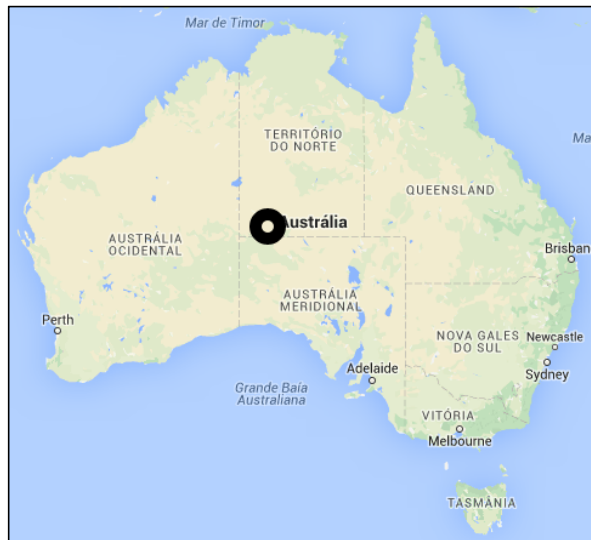 Mar de Timor
TERRITÓRIO
DO NORTE
Ma
QUEENSLAND
Austrália
AUSTRÁLIA
OCIDENTAL
Brisban
AUSTRÁLIA
MERIDIONAL
Perth
NOVA GALES
DO SUL
Newcastle
Adelaide
Sydney
Grande Baía
Australiana
VITÓRIA
Melbourne
TASMÂNIA